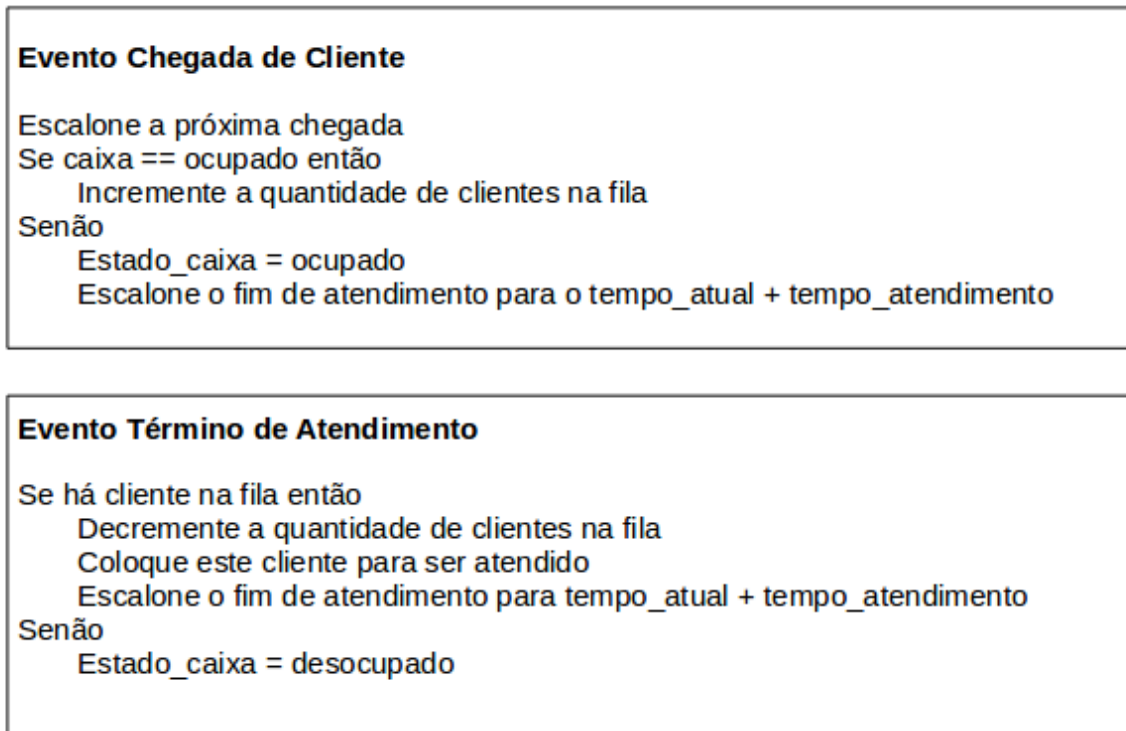 Evento Chegada de Cliente
Escalone a próxima chegada
Se caixa == ocupado então
Incremente a quantidade de clientes na fila
Senão
Estado_caixa = ocupado
Escalone o fim de atendimento para o tempo_atual + tempo_atendimento
Evento Término de Atendimento
Se há cliente na fila então
Decremente a quantidade de clientes na fila
Coloque este cliente para ser atendido
Escalone o fim de atendimento para tempo_atual + tempo_atendimento
Senão
Estado_caixa = desocupado